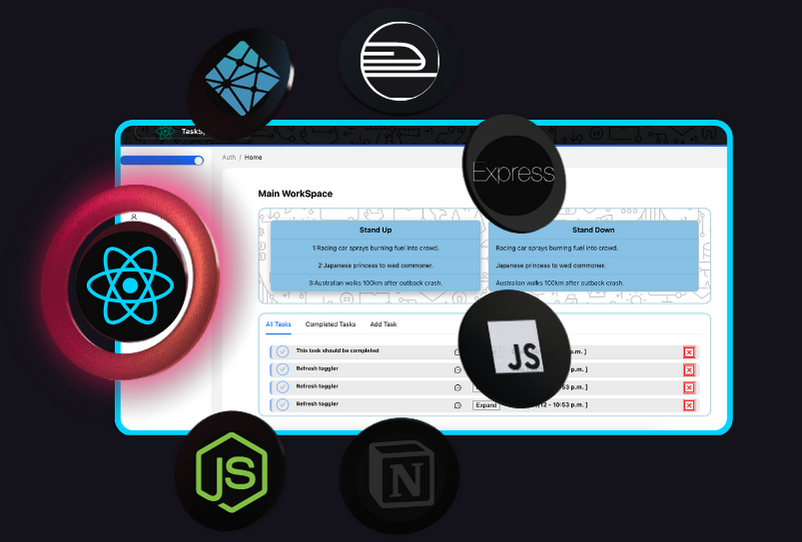 Auth / Home
Express
Main WorkSpace
Stand Up
1 Racing car sprays burning fuel into crowd.
2 Japanese princess to wed commoner.
3 Australian walks 100km after outback crash.
Stand Down
Racing car sprays burning fuel into crowd.
Japanese princess to wed commoner.
Australian walks 100km after outback crash.
All Tasks Completed Tasks Add Task
This task should be completed p.m. ]
Refresh toggler p.m. ]
Refresh toggler 53 p.m. ]
Refresh toggler Expand /12 - 10:53 p.m. ]
JS
JS
N